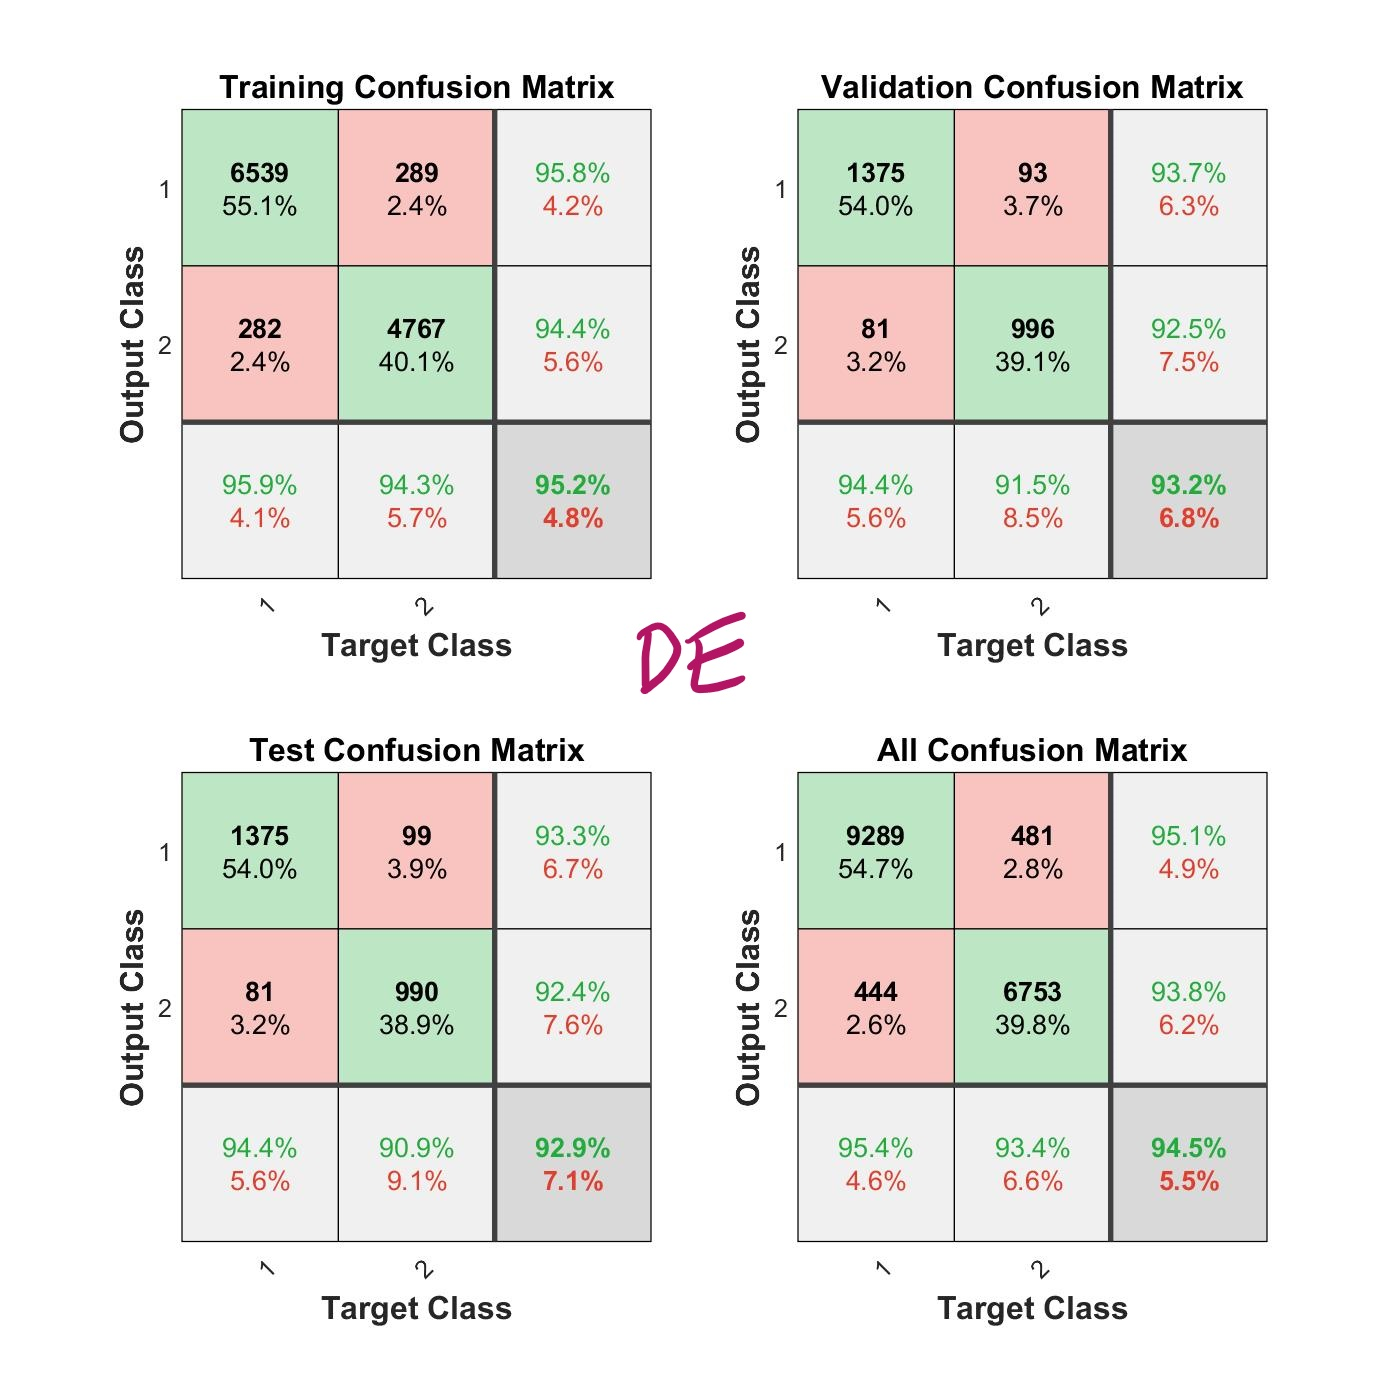 Training Confusion Matrix
6539 289 95.8%
55.1% 2.4% 4.2%
1
282 4767 94.4%
2.4% 40.1% 5.6%
2
95.9% 94.3% 95.2%
4.1% 5.7% 4.8%
1 2
Output Class
Target Class
Validation Confusion Matrix
1375 93 93.7%
54.0% 3.7% 6.3%
1
81 996 92.5%
3.2% 39.1% 7.5%
2
94.4% 91.5% 93.2%
5.6% 8.5% 6.8%
1 2
Output Class
Target Class
DE
Test Confusion Matrix
1375 99 93.3%
54.0% 3.9% 6.7%
1
81 990 92.4%
3.2% 38.9% 7.6%
2
94.4% 90.9% 92.9%
5.6% 9.1% 7.1%
1 2
Output Class
Target Class
All Confusion Matrix
9289 481 95.1%
54.7% 2.8% 4.9%
1
444 6753 93.8%
2.6% 39.8% 6.2%
2
95.4% 93.4% 94.5%
4.6% 6.6% 5.5%
1 2
Output Class
Target Class